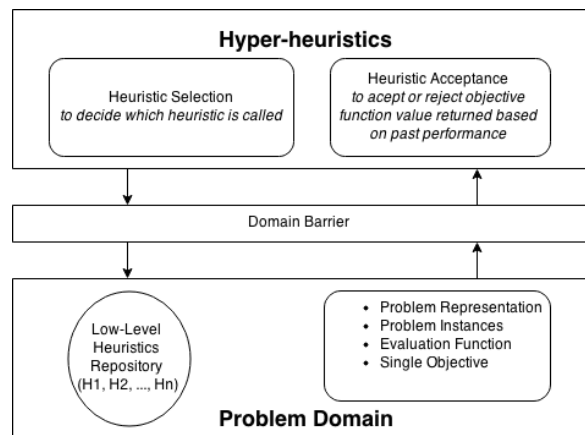 Hyper-heuristics
Heuristic Selection
to decide which heuristic is called
Heuristic Acceptance
to acept or reject objective
function value returned based
on past performance
Domain Barrier
Low-Level
Heuristics
Repository
(H1, H2, ..., Hn)
• Problem Representation
• Problem Instances
• Evaluation Function
• Single Objective
Problem Domain